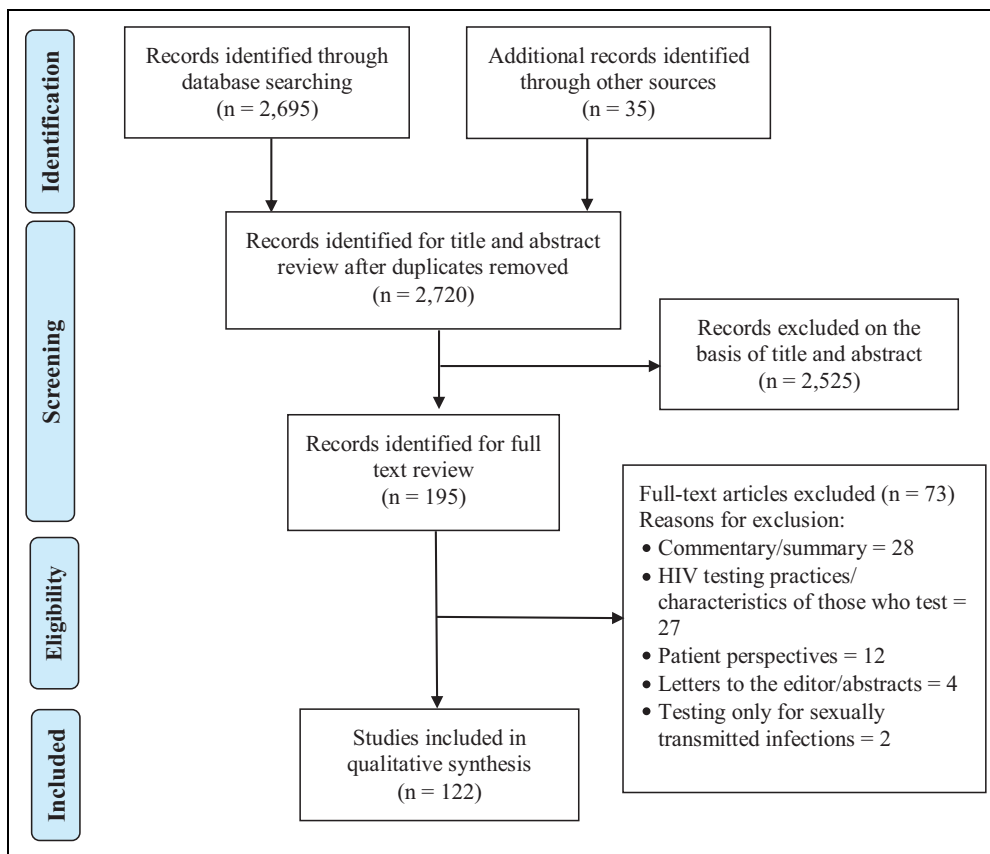 Identification
Records identified through
database searching
(n = 2,695)
Additional records identified
through other sources
(n = 35)
Screening
Records identified for title and abstract
review after duplicates removed
(n = 2,720)
Records excluded on the
basis of title and abstract
(n = 2,525)
Records identified for full
text review
(n = 195)
Eligibility
Full-text articles excluded (n = 73)
Reasons for exclusion:
• Commentary/summary = 28
• HIV testing practices/
characteristics of those who test =
27
• Patient perspectives = 12
• Letters to the editor/abstracts = 4
• Testing only for sexually
transmitted infections = 2
Included
Studies included in
qualitative synthesis
(n = 122)